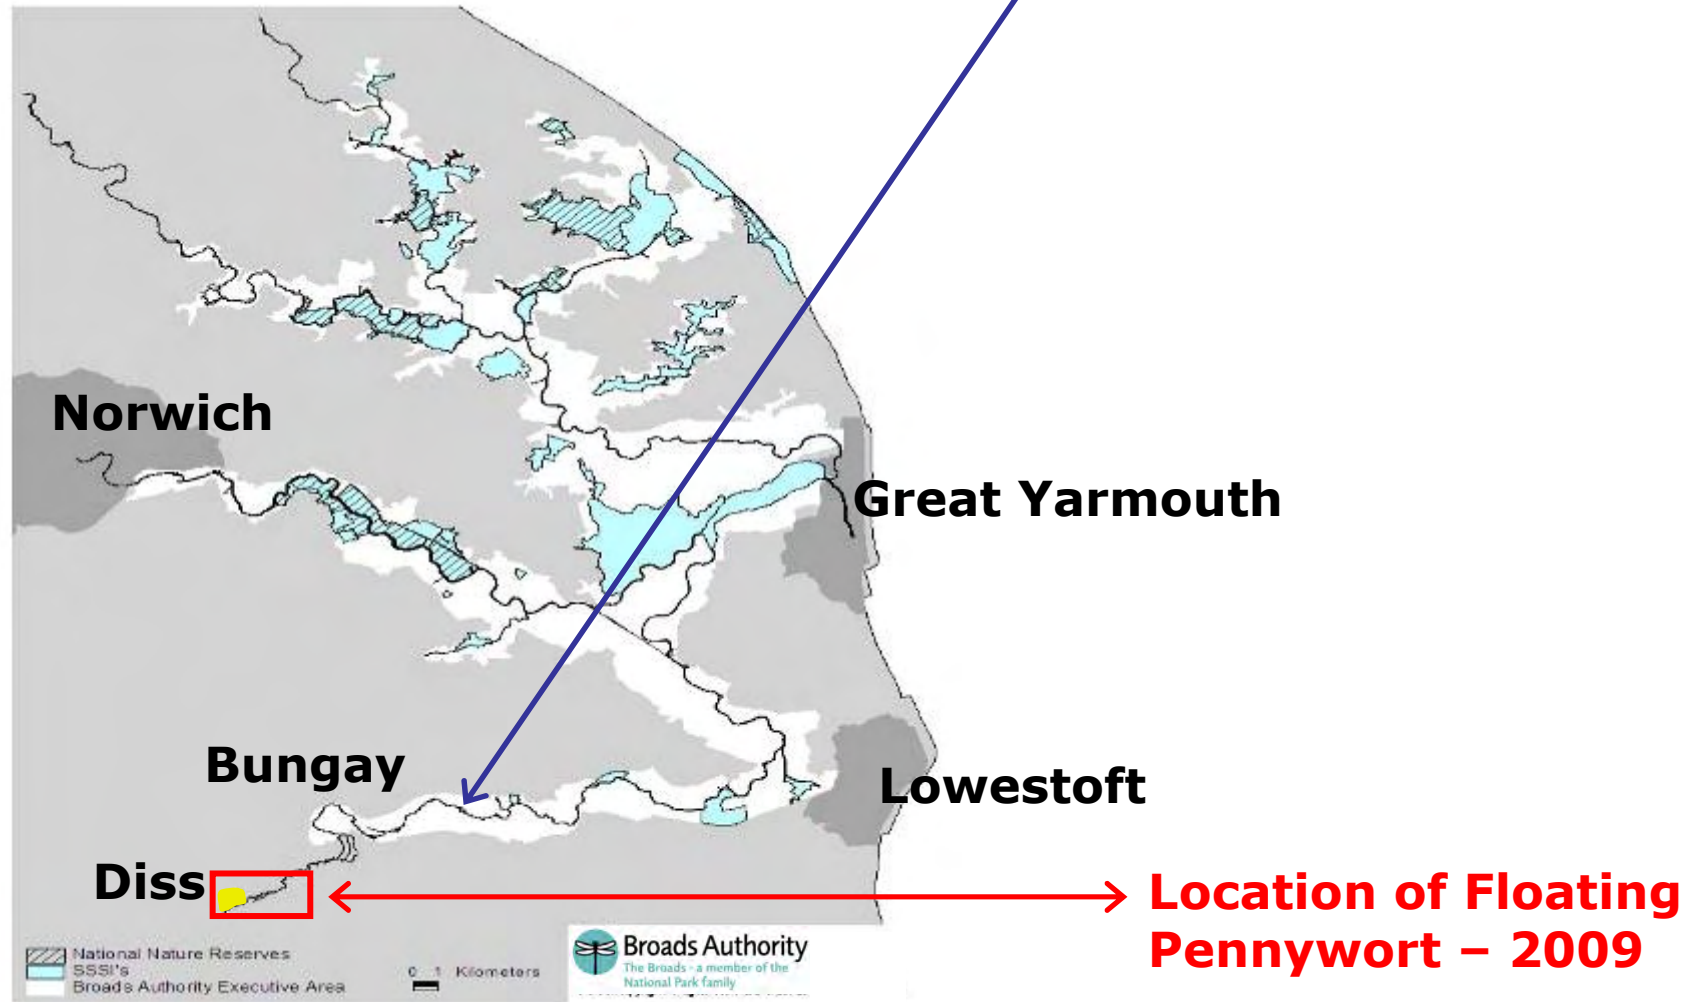 Norwich
Great Yarmouth
Bungay
Lowestoft
Diss
Location of Floating
Pennywort – 2009
National Nature Reserves
SSSI's
Broads Authority Executive Area
0 1 Kilometers
Broads Authority
The Broads - a member of the
National Park family